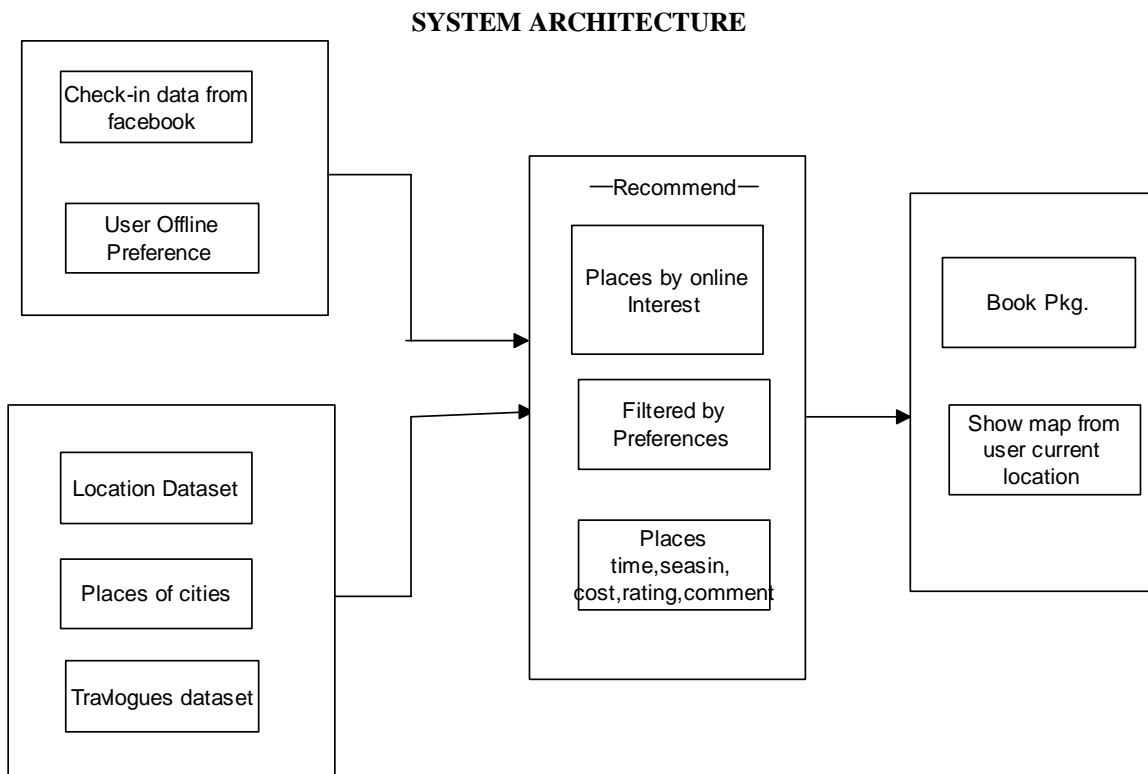 SYSTEM ARCHITECTURE
Check-in data from
facebook
User Offline
Preference
Location Dataset
Places of cities
Travlogues dataset
Recommend
Places by online
Interest
Filtered by
Preferences
Places
time,seasin,
cost,rating,comment
Book Pkg.
Show map from
user current
location